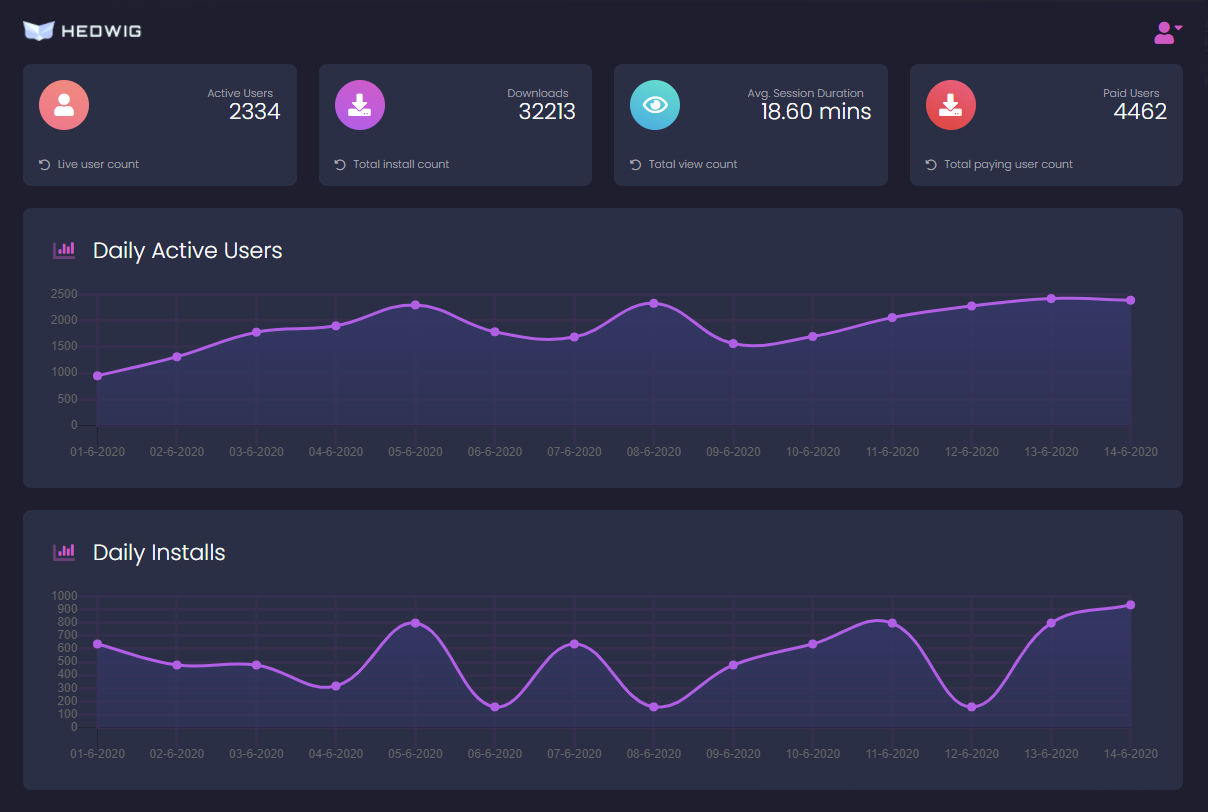 HEDWIG
Active Users
2334
Live user count
Downloads
32213
Total install count
Avg. Session Duration
18.60 mins
Total view count
Paid Users
4462
Total paying user count
Daily Active Users
2500
2000
1500
1000
500
0
01-6-2020 02-6-2020 03-6-2020 04-6-2020 05-6-2020 06-6-2020 07-6-2020 08-6-2020 09-6-2020 10-6-2020 11-6-2020 12-6-2020 13-6-2020 14-6-2020
Daily Installs
1000
900
800
700
600
500
400
300
200
100
0
01-6-2020 02-6-2020 03-6-2020 04-6-2020 05-6-2020 06-6-2020 07-6-2020 08-6-2020 09-6-2020 10-6-2020 11-6-2020 12-6-2020 13-6-2020 14-6-2020